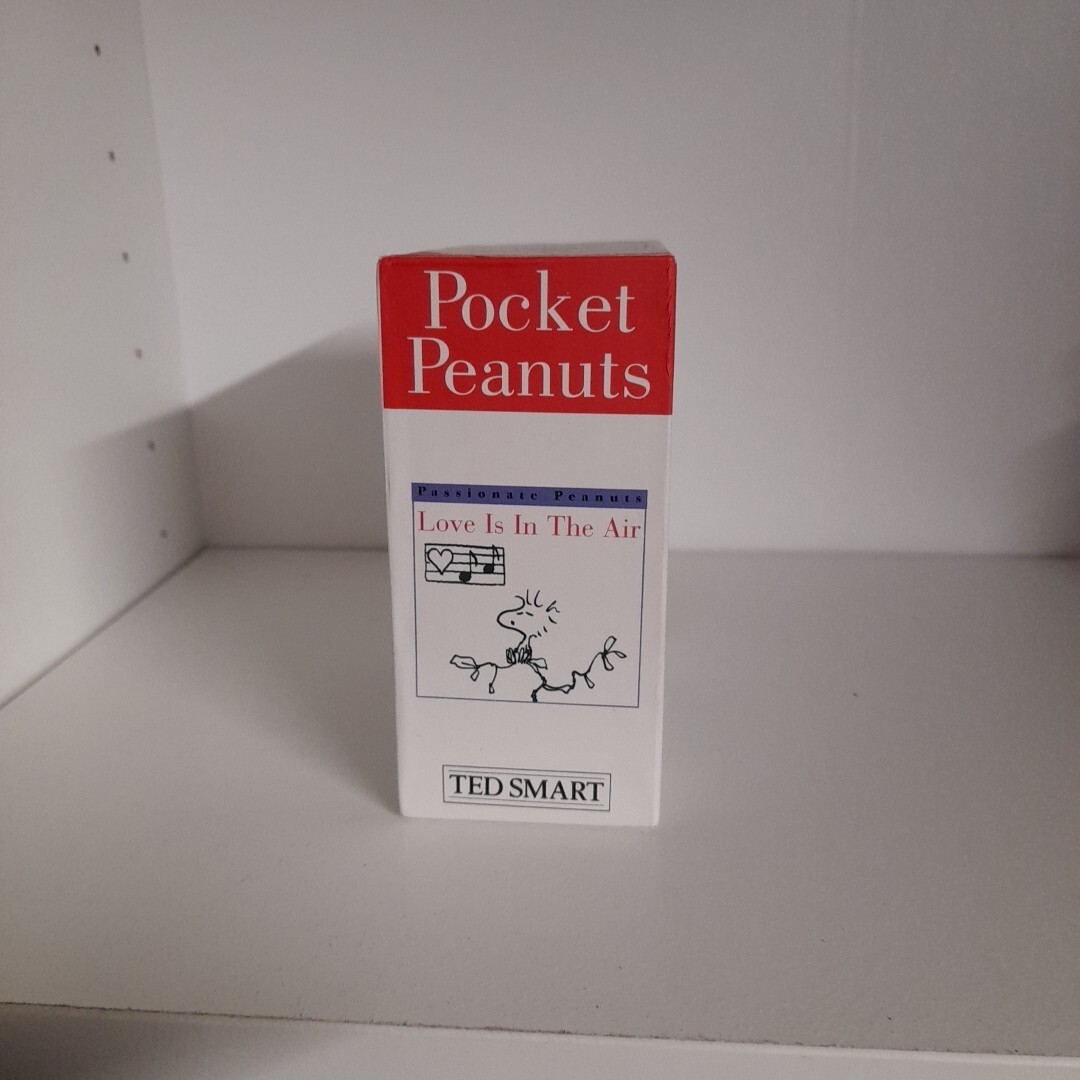 Pocket
Peanuts
Passionate Peanuts
Love Is In The Air
TED SMART